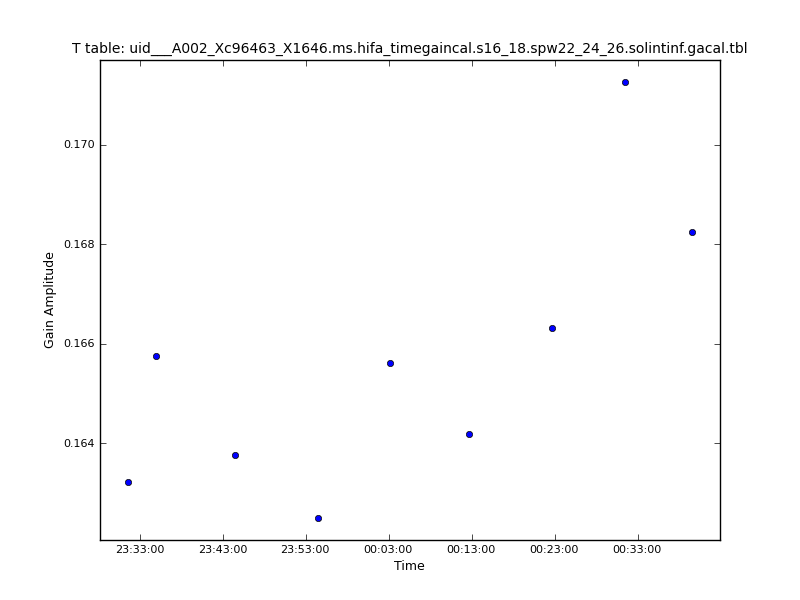 T table: uid___A002_Xc96463_X1646.ms.hifa_timegaincal.s16_18.spw22_24_26.solintinf.gacal.tbl
0.170
0.168
0.166
0.164
Gain Amplitude
23:33:00 23:43:00 23:53:00 00:03:00 00:13:00 00:23:00 00:33:00
Time